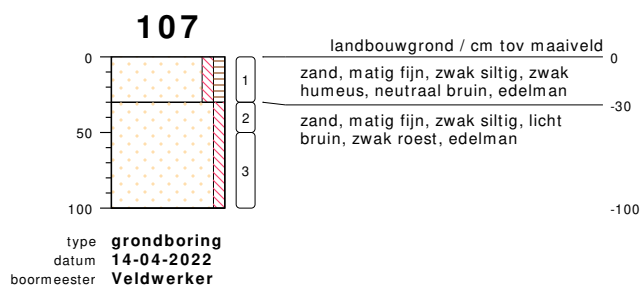 107
landbouwgrond / cm tov maaiveld
0
0
zand, matig fijn, zwak siltig, zwak
humeus, neutraal bruin, edelman
1
-30
2
zand, matig fijn, zwak siltig, licht
bruin, zwak roest, edelman
50
3
100
-100
type grondboring
datum 14-04-2022
boormeester Veldwerker